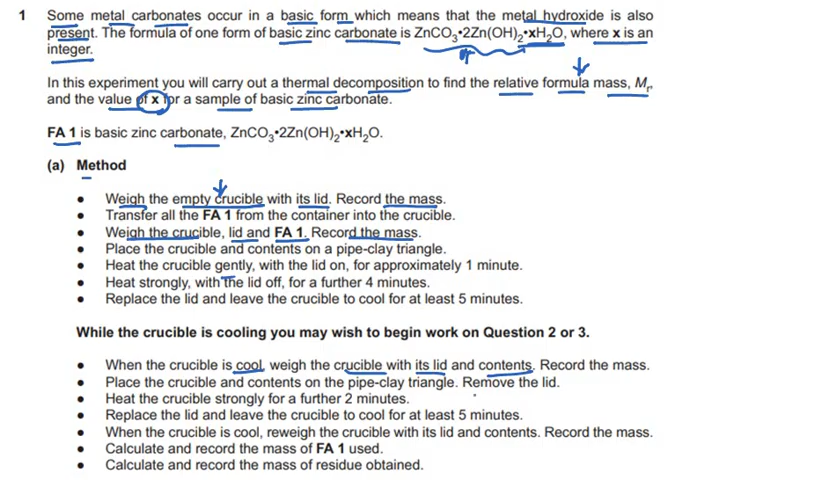 1 Some metal carbonates occur in a basic form which means that the metal hydroxide is also
present. The formula of one form of basic zinc carbonate is ZnCO₃•2Zn(OH)₂•xH₂O, where x is an
integer.
In this experiment you will carry out a thermal decomposition to find the relative formula mass, Mᵣ,
and the value of x for a sample of basic zinc carbonate.
FA 1 is basic zinc carbonate, ZnCO₃•2Zn(OH)₂•xH₂O.
(a) Method
• Weigh the empty crucible with its lid. Record the mass.
• Transfer all the FA 1 from the container into the crucible.
• Weigh the crucible, lid and FA 1. Record the mass.
• Place the crucible and contents on a pipe-clay triangle.
• Heat the crucible gently, with the lid on, for approximately 1 minute.
• Heat strongly, with the lid off, for a further 4 minutes.
• Replace the lid and leave the crucible to cool for at least 5 minutes.
While the crucible is cooling you may wish to begin work on Question 2 or 3.
• When the crucible is cool, weigh the crucible with its lid and contents. Record the mass.
• Place the crucible and contents on the pipe-clay triangle. Remove the lid.
• Heat the crucible strongly for a further 2 minutes.
• Replace the lid and leave the crucible to cool for at least 5 minutes.
• When the crucible is cool, reweigh the crucible with its lid and contents. Record the mass.
• Calculate and record the mass of FA 1 used.
• Calculate and record the mass of residue obtained.